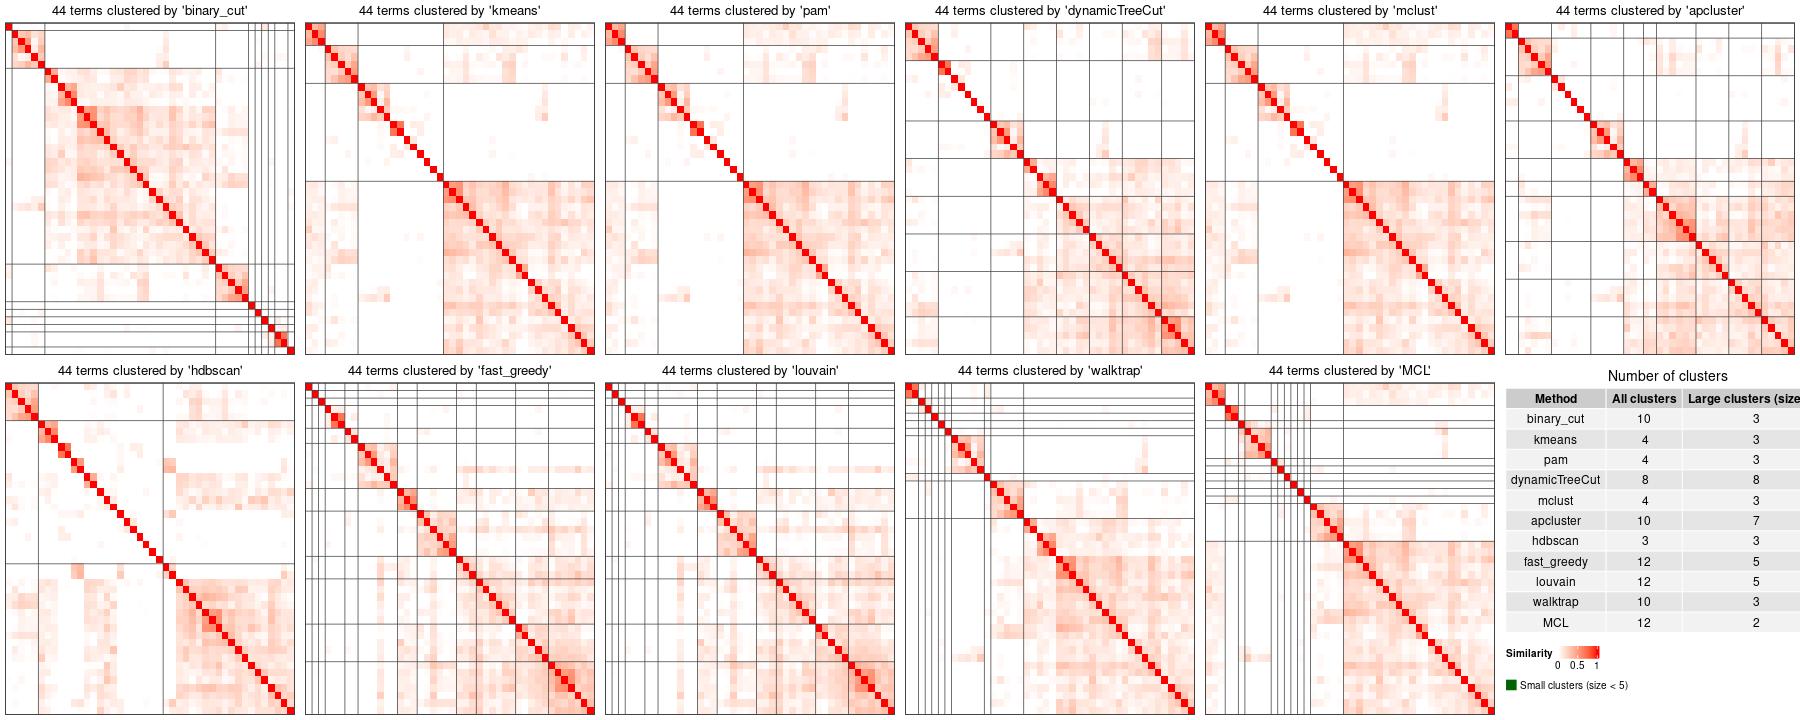 44 terms clustered by 'binary_cut'
44 terms clustered by 'kmeans'
44 terms clustered by 'pam'
44 terms clustered by 'dynamicTreeCut'
44 terms clustered by 'mclust'
44 terms clustered by 'apcluster'
44 terms clustered by 'hdbscan'
44 terms clustered by 'fast_greedy'
44 terms clustered by 'louvain'
44 terms clustered by 'walktrap'
44 terms clustered by 'MCL'
Number of clusters
Method All clusters Large clusters (size
binary_cut 10 3
kmeans 4 3
pam 4 3
dynamicTreeCut 8 8
mclust 4 3
apcluster 10 7
hdbscan 3 3
fast_greedy 12 5
louvain 12 5
walktrap 10 3
MCL 12 2
Similarity
0 0.5 1
Small clusters (size < 5)